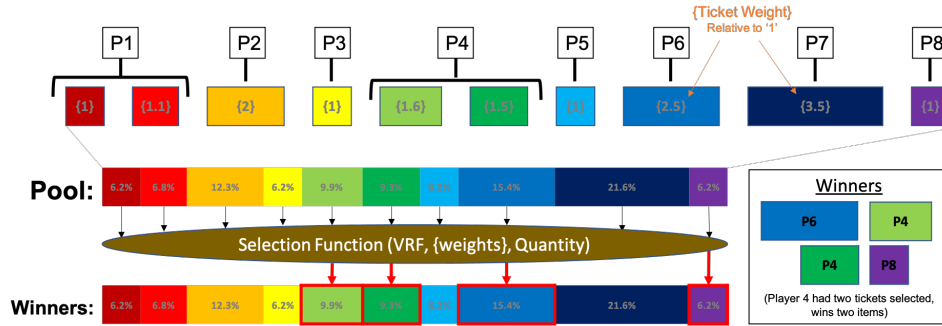 {Ticket Weight}
Relative to '1'
P1 P2 P3 P4 P5 P6 P7 P8
{1} {1.1} {2} {1} {1.6} {1.5} {1} {2.5} {3.5} {1}
Pool: 6.2% 6.8% 12.3% 6.2% 9.9% 9.3% 15.4% 21.6% 6.2%
Selection Function (VRF, {weights}, Quantity)
Winners: 6.2% 6.8% 12.3% 6.2% 9.9% 9.3% 15.4% 21.6% 6.2%
Winners
P6 P4
P4 P8
(Player 4 had two tickets selected,
wins two items)